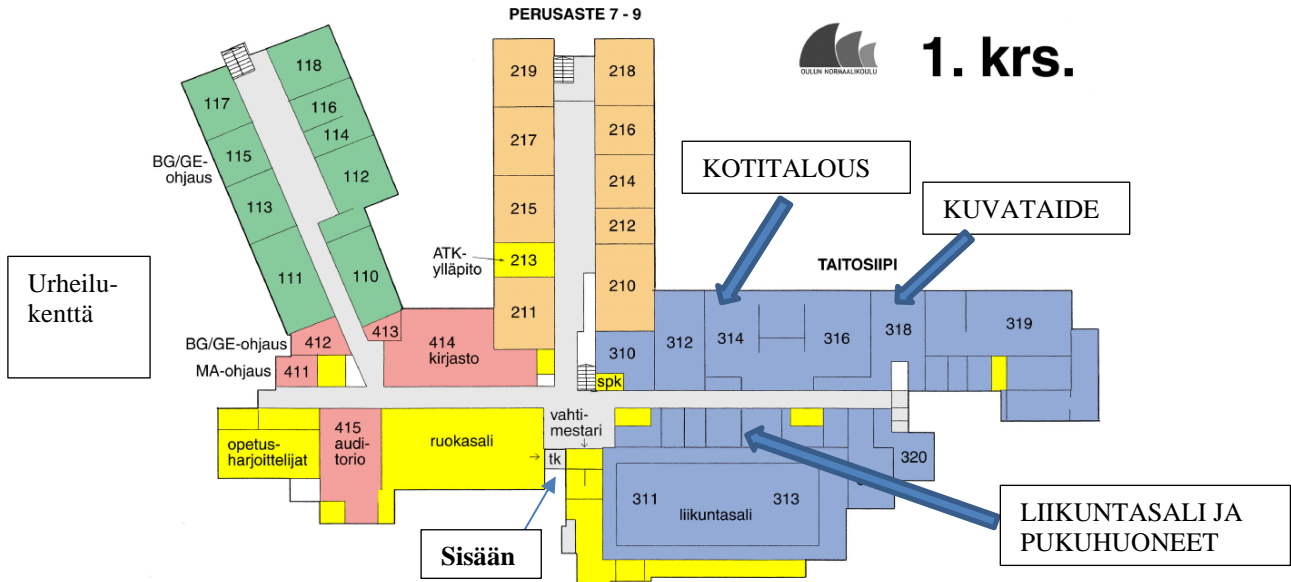 PERUSASTE 7 - 9
OULUN NORMAALIKOULU
1. krs.
118
117
116
114
115
112
113
111
110
BG/GE-
ohjaus
219
218
217
216
215
214
212
213
ATK-
ylläpito
211
210
KOTITALOUS
KUVATAIDE
TAITOSIIPI
Urheilu-
kenttä
BG/GE-ohjaus
MA-ohjaus
412
411
413
414
kirjasto
310
spk
312
314
316
318
319
opetus-
harjoittelijat
415
audi-
torio
ruokasali
vahti-
mestari
tk
311
313
liikuntasali
320
Sisään
LIIKUNTASALI JA
PUKUHUONEET